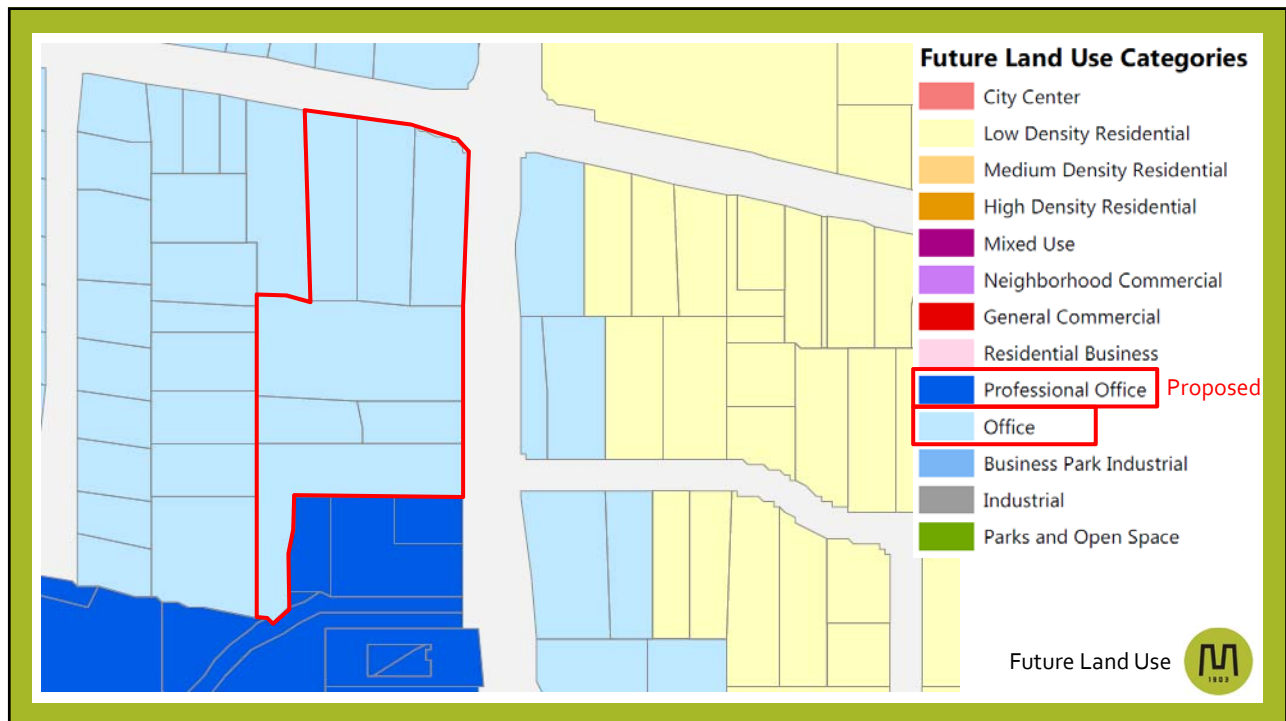 Future Land Use Categories
City Center
Low Density Residential
Medium Density Residential
High Density Residential
Mixed Use
Neighborhood Commercial
General Commercial
Residential Business
Professional Office Proposed
Office
Business Park Industrial
Industrial
Parks and Open Space
Future Land Use
M
1903